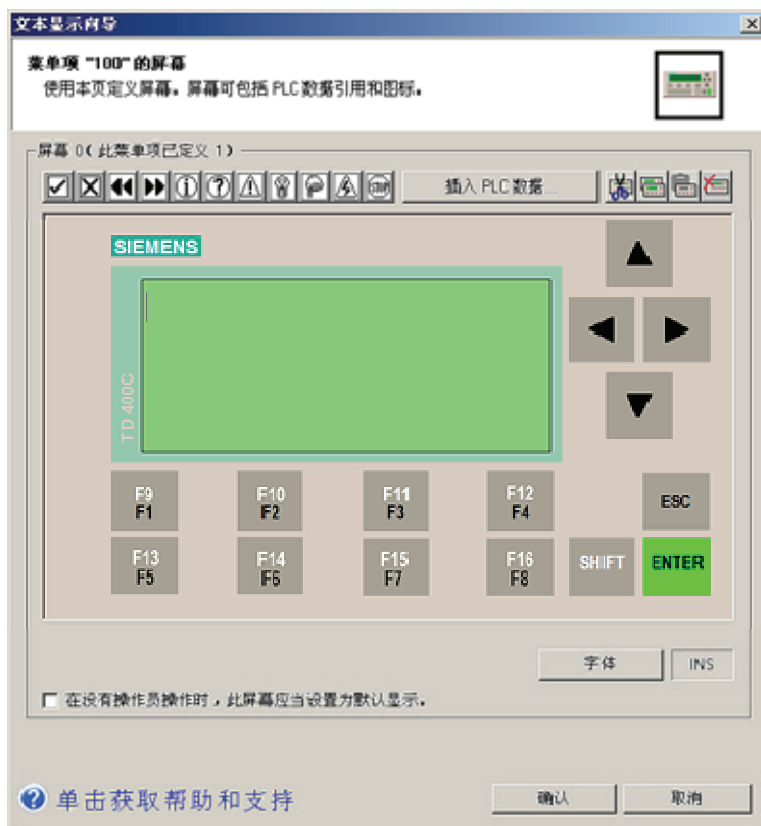 文本显示向导
菜单项 "100" 的屏幕
使用本页定义屏幕。屏幕可包括 PLC 数据引用和图标。
屏幕 0( 此菜单项已定义 1)
STOP 插入 PLC 数据...
SIEMENS
TD 400C
F9 F10 F11 F12
F1 F2 F3 F4 ESC
F13 F14 F15 F16 SHIFT ENTER
F5 F6 F7 F8
字体 INS
在没有操作员操作时，此屏幕应当设置为默认显示。
单击获取帮助和支持 确认 取消